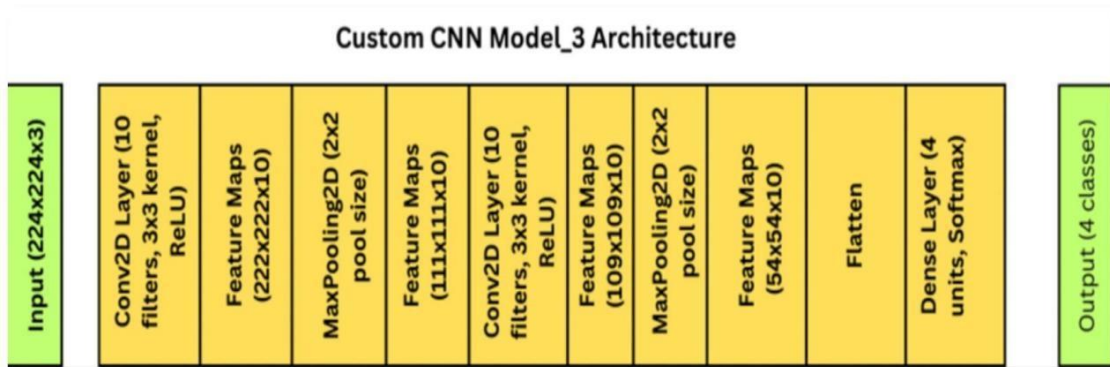 Custom CNN Model_3 Architecture
Input (224x224x3)
Conv2D Layer (10
filters, 3x3 kernel,
ReLU)
Feature Maps
(222x222x10)
MaxPooling2D (2x2
pool size)
Feature Maps
(111x111x10)
Conv2D Layer (10
filters, 3x3 kernel,
ReLU)
Feature Maps
(109x109x10)
MaxPooling2D (2x2
pool size)
Feature Maps
(54x54x10)
Flatten
Dense Layer (4
units, Softmax)
Output (4 classes)